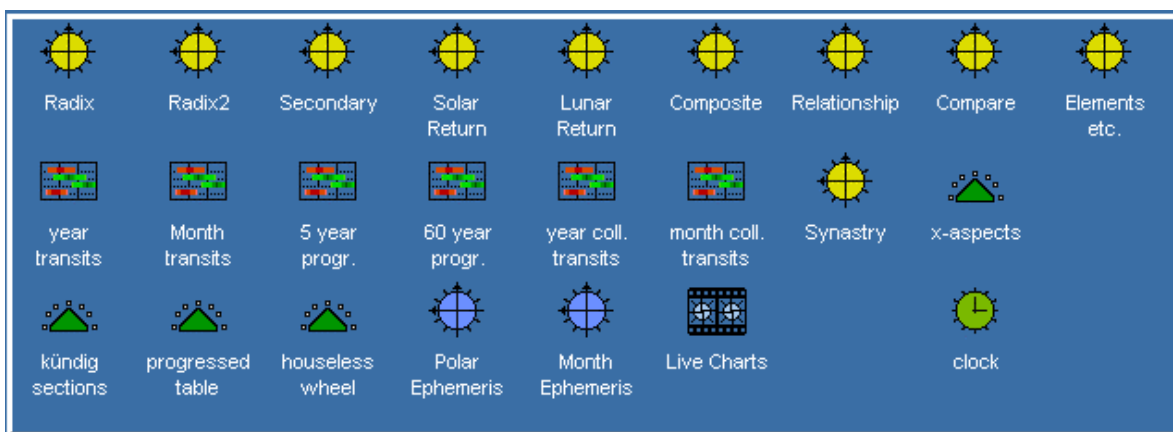 Radix Radix2 Secondary Solar Return Lunar Return Composite Relationship Compare Elements etc.
year transits Month transits 5 year progr. 60 year progr. year coll. transits month coll. transits Synastry x-aspects
kündig sections progressed table houseless wheel Polar Ephemeris Month Ephemeris Live Charts clock